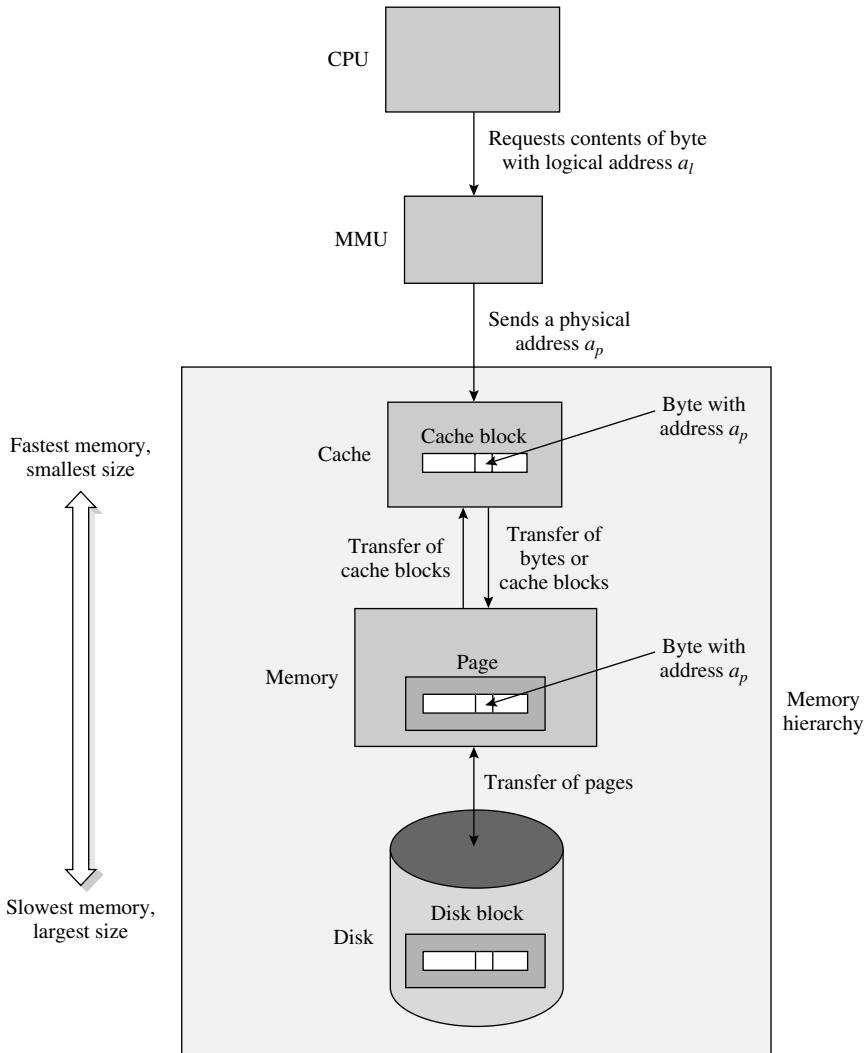 CPU
Requests contents of byte
with logical address a_l
MMU
Sends a physical
address a_p
Cache block
Cache
Byte with
address a_p
Fastest memory,
smallest size
Transfer of
cache blocks
Transfer of
bytes or
cache blocks
Page
Memory
Byte with
address a_p
Memory
hierarchy
Transfer of pages
Slowest memory,
largest size
Disk block
Disk